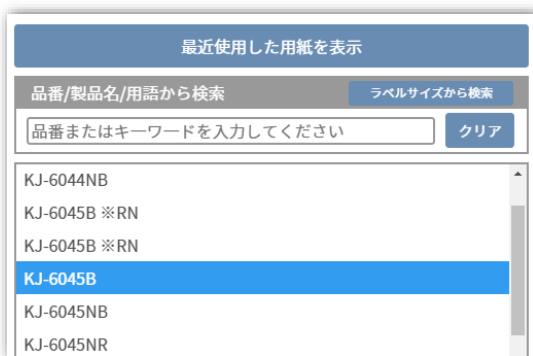 最近使用した用紙を表示
品番/製品名/用語から検索
ラベルサイズから検索
品番またはキーワードを入力してください
クリア
KJ-6044NB
KJ-6045B ※RN
KJ-6045B ※RN
KJ-6045B
KJ-6045NB
KJ-6045NR